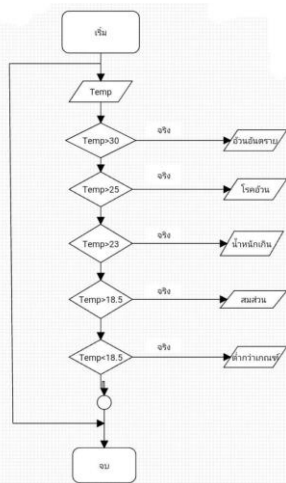 เริ่ม
Temp
Temp>30
จริง
อ้วนอันตราย
Temp>25
จริง
โรคอ้วน
Temp>23
จริง
น้ำหนักเกิน
Temp>18.5
จริง
สมส่วน
Temp<18.5
จริง
ต่ำกว่าเกณฑ์
จบ